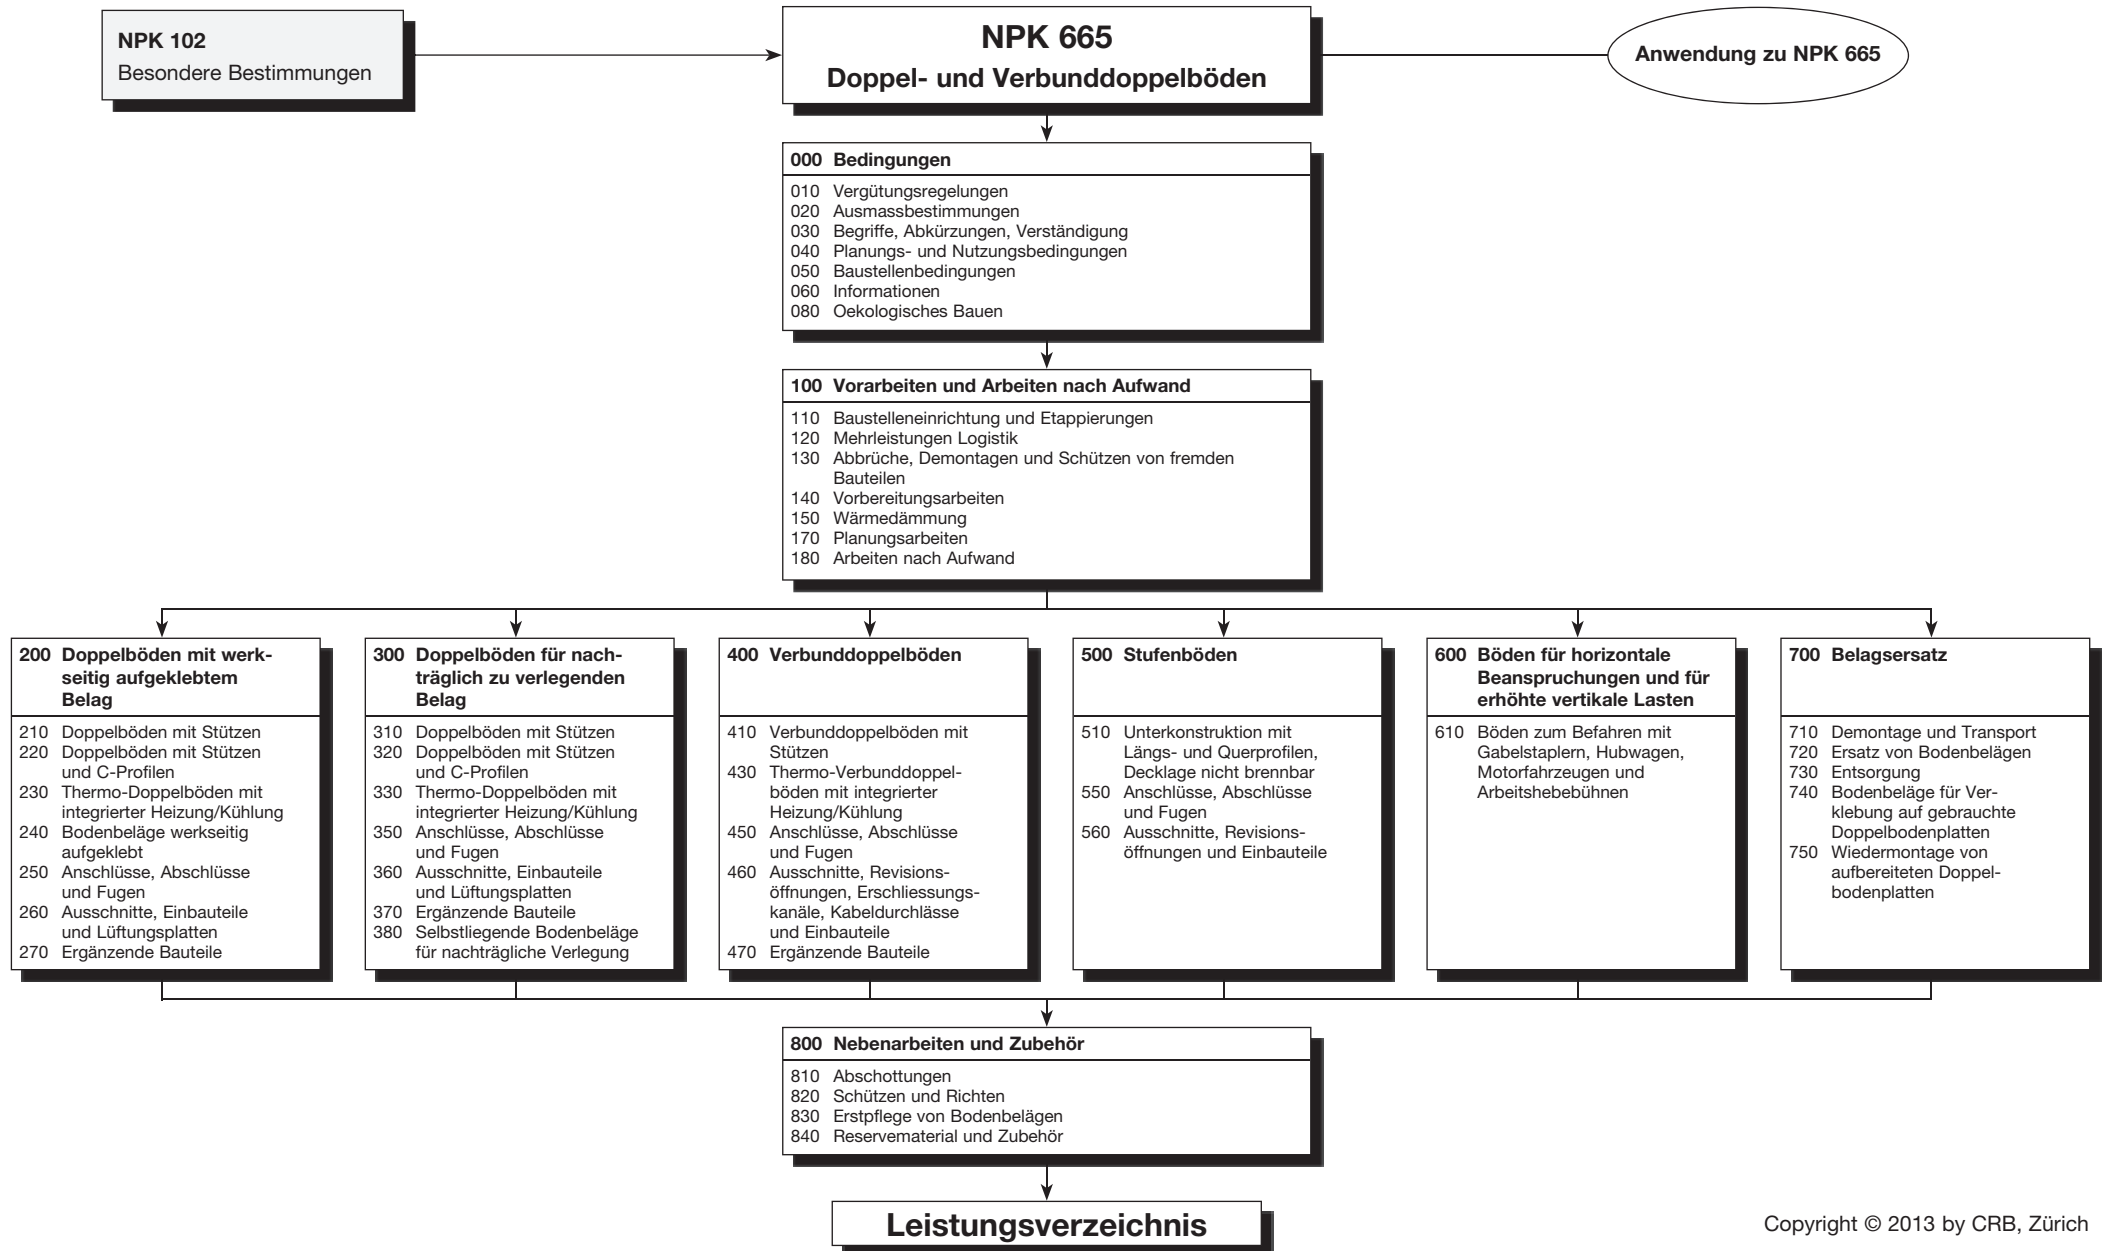 NPK 102
Besondere Bestimmungen
NPK 665
Doppel- und Verbunddoppelböden
Anwendung zu NPK 665
000 Bedingungen
010 Vergütungsregelungen
020 Ausmassbestimmungen
030 Begriffe, Abkürzungen, Verständigung
040 Planungs- und Nutzungsbedingungen
050 Baustellenbedingungen
060 Informationen
080 Oekologisches Bauen
100 Vorarbeiten und Arbeiten nach Aufwand
110 Baustelleneinrichtung und Etappierungen
120 Mehrleistungen Logistik
130 Abbrüche, Demontagen und Schützen von fremden
Bauteilen
140 Vorbereitungsarbeiten
150 Wärmedämmung
170 Planungsarbeiten
180 Arbeiten nach Aufwand
200 Doppelböden mit werk-
seitig aufgeklebtem
Belag
210 Doppelböden mit Stützen
220 Doppelböden mit Stützen
und C-Profilen
230 Thermo-Doppelböden mit
integrierter Heizung/Kühlung
240 Bodenbeläge werkseitig
aufgeklebt
250 Anschlüsse, Abschlüsse
und Fugen
260 Ausschnitte, Einbauteile
und Lüftungsplatten
270 Ergänzende Bauteile
300 Doppelböden für nach-
träglich zu verlegenden
Belag
310 Doppelböden mit Stützen
320 Doppelböden mit Stützen
und C-Profilen
330 Thermo-Doppelböden mit
integrierter Heizung/Kühlung
350 Anschlüsse, Abschlüsse
und Fugen
360 Ausschnitte, Einbauteile
und Lüftungsplatten
370 Ergänzende Bauteile
380 Selbstliegende Bodenbeläge
für nachträgliche Verlegung
400 Verbunddoppelböden
410 Verbunddoppelböden mit
Stützen
430 Thermo-Verbunddoppel-
böden mit integrierter
Heizung/Kühlung
450 Anschlüsse, Abschlüsse
und Fugen
460 Ausschnitte, Revisions-
öffnungen, Erschliessungs-
kanäle, Kabeldurchlässe
und Einbauteile
470 Ergänzende Bauteile
500 Stufenböden
510 Unterkonstruktion mit
Längs- und Querprofilen,
Decklage nicht brennbar
550 Anschlüsse, Abschlüsse
und Fugen
560 Ausschnitte, Revisions-
öffnungen und Einbauteile
600 Böden für horizontale
Beanspruchungen und für
erhöhte vertikale Lasten
610 Böden zum Befahren mit
Gabelstaplern, Hubwagen,
Motorfahrzeugen und
Arbeitshebebühnen
700 Belagsersatz
710 Demontage und Transport
720 Ersatz von Bodenbelägen
730 Entsorgung
740 Bodenbeläge für Ver-
klebung auf gebrauchte
Doppelbodenplatten
750 Wiedermontage von
aufbereiteten Doppel-
bodenplatten
800 Nebenarbeiten und Zubehör
810 Abschottungen
820 Schützen und Richten
830 Erstpflege von Bodenbelägen
840 Reservematerial und Zubehör
Leistungsverzeichnis
Copyright © 2013 by CRB, Zürich